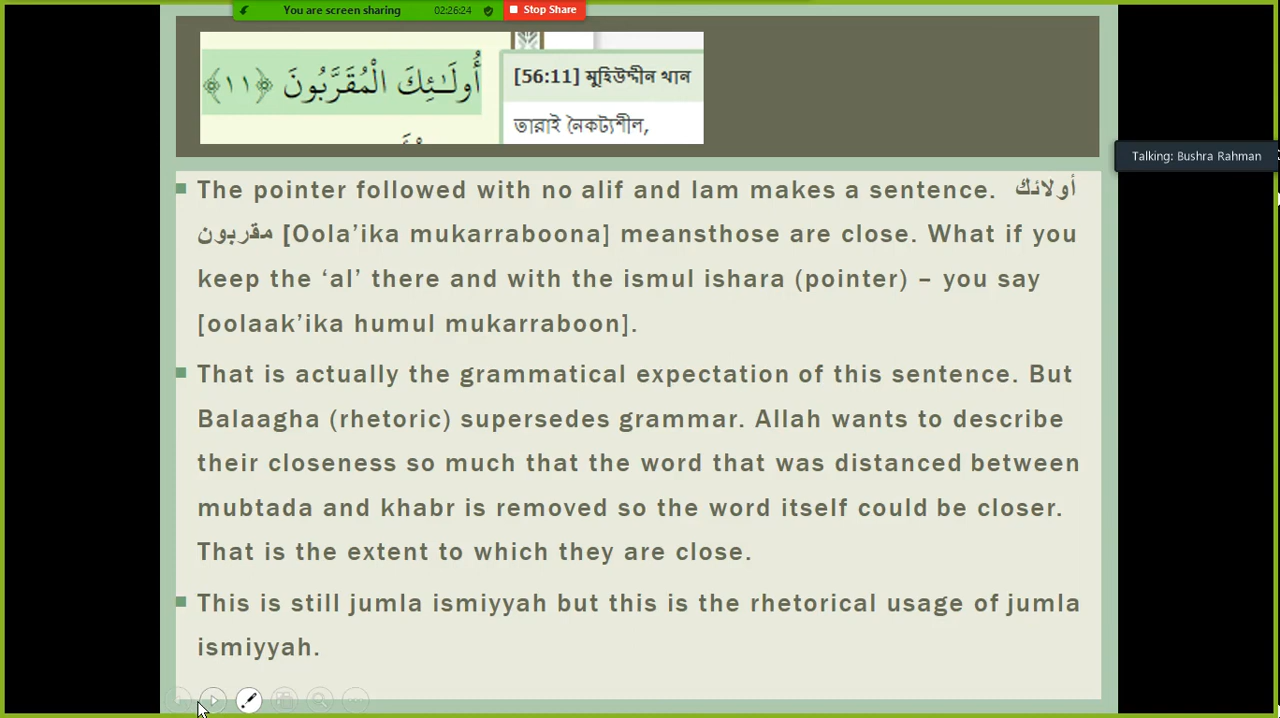 You are screen sharing 02:26:24 Stop Share
أُولَـٰئِكَ الْمُقَرَّبُونَ ﴿١١﴾
[56:11] মুহিউদ্দীন খান
তারাই নৈকট্যশীল,
Talking: Bushra Rahman
The pointer followed with no alif and lam makes a sentence. أولائك
مقربون [Oola’ika mukarraboona] meansthose are close. What if you
keep the ‘al’ there and with the ismul ishara (pointer) – you say
[oolaak’ika humul mukarraboon].
That is actually the grammatical expectation of this sentence. But
Balaagha (rhetoric) supersedes grammar. Allah wants to describe
their closeness so much that the word that was distanced between
mubtada and khabr is removed so the word itself could be closer.
That is the extent to which they are close.
This is still jumla ismiyyah but this is the rhetorical usage of jumla
ismiyyah.